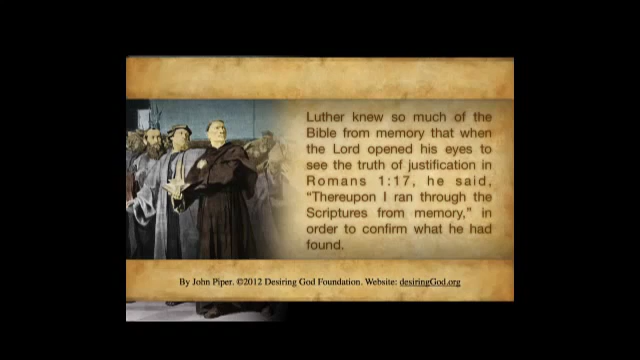 Luther knew so much of the
Bible from memory that when
the Lord opened his eyes to
see the truth of justification in
Romans 1:17, he said,
“Thereupon I ran through the
Scriptures from memory,” in
order to confirm what he had
found.
By John Piper. ©2012 Desiring God Foundation. Website: desiringGod.org